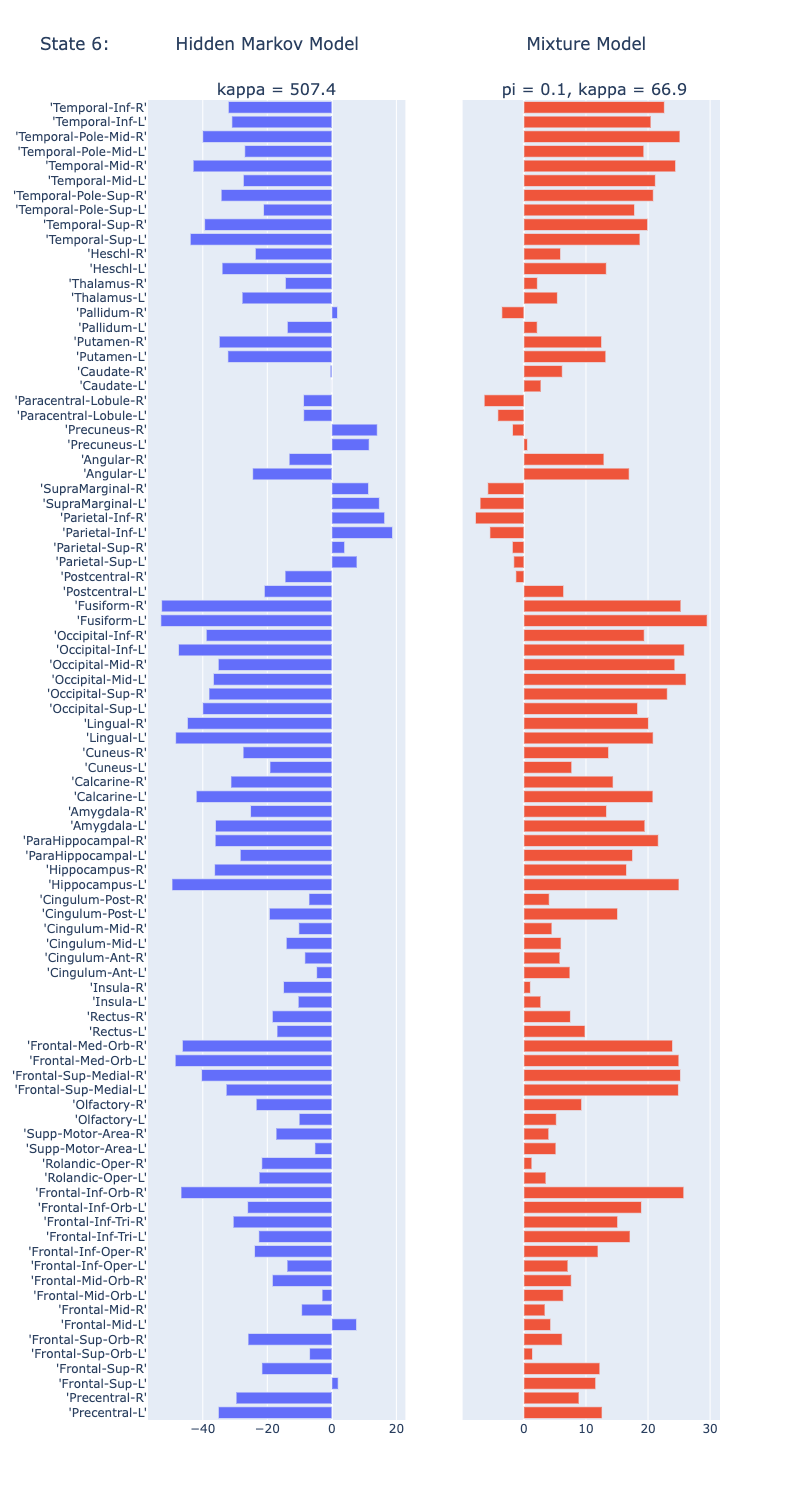 State 6: Hidden Markov Model Mixture Model
kappa = 507.4 pi = 0.1, kappa = 66.9
'Temporal-Inf-R'
'Temporal-Inf-L'
'Temporal-Pole-Mid-R'
'Temporal-Pole-Mid-L'
'Temporal-Mid-R'
'Temporal-Mid-L'
'Temporal-Pole-Sup-R'
'Temporal-Pole-Sup-L'
'Temporal-Sup-R'
'Temporal-Sup-L'
'Heschl-R'
'Heschl-L'
'Thalamus-R'
'Thalamus-L'
'Pallidum-R'
'Pallidum-L'
'Putamen-R'
'Putamen-L'
'Caudate-R'
'Caudate-L'
'Paracentral-Lobule-R'
'Paracentral-Lobule-L'
'Precuneus-R'
'Precuneus-L'
'Angular-R'
'Angular-L'
'SupraMarginal-R'
'SupraMarginal-L'
'Parietal-Inf-R'
'Parietal-Inf-L'
'Parietal-Sup-R'
'Parietal-Sup-L'
'Postcentral-R'
'Postcentral-L'
'Fusiform-R'
'Fusiform-L'
'Occipital-Inf-R'
'Occipital-Inf-L'
'Occipital-Mid-R'
'Occipital-Mid-L'
'Occipital-Sup-R'
'Occipital-Sup-L'
'Lingual-R'
'Lingual-L'
'Cuneus-R'
'Cuneus-L'
'Calcarine-R'
'Calcarine-L'
'Amygdala-R'
'Amygdala-L'
'ParaHippocampal-R'
'ParaHippocampal-L'
'Hippocampus-R'
'Hippocampus-L'
'Cingulum-Post-R'
'Cingulum-Post-L'
'Cingulum-Mid-R'
'Cingulum-Mid-L'
'Cingulum-Ant-R'
'Cingulum-Ant-L'
'Insula-R'
'Insula-L'
'Rectus-R'
'Rectus-L'
'Frontal-Med-Orb-R'
'Frontal-Med-Orb-L'
'Frontal-Sup-Medial-R'
'Frontal-Sup-Medial-L'
'Olfactory-R'
'Olfactory-L'
'Supp-Motor-Area-R'
'Supp-Motor-Area-L'
'Rolandic-Oper-R'
'Rolandic-Oper-L'
'Frontal-Inf-Orb-R'
'Frontal-Inf-Orb-L'
'Frontal-Inf-Tri-R'
'Frontal-Inf-Tri-L'
'Frontal-Inf-Oper-R'
'Frontal-Inf-Oper-L'
'Frontal-Mid-Orb-R'
'Frontal-Mid-Orb-L'
'Frontal-Mid-R'
'Frontal-Mid-L'
'Frontal-Sup-Orb-R'
'Frontal-Sup-Orb-L'
'Frontal-Sup-R'
'Frontal-Sup-L'
'Precentral-R'
'Precentral-L'
−40 −20 0 20 0 10 20 30